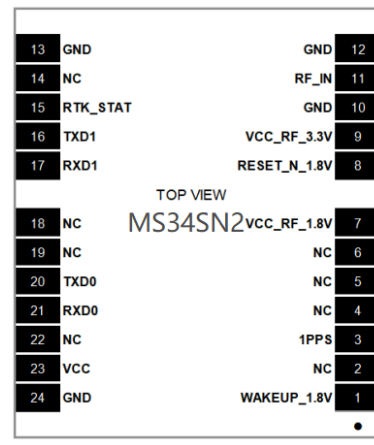 13 GND GND 12
14 NC RF_IN 11
15 RTK_STAT GND 10
16 TXD1 VCC_RF_3.3V 9
17 RXD1 RESET_N_1.8V 8
TOP VIEW
MS34SN2
18 NC VCC_RF_1.8V 7
19 NC NC 6
20 TXD0 NC 5
21 RXD0 NC 4
22 NC 1PPS 3
23 VCC NC 2
24 GND WAKEUP_1.8V 1